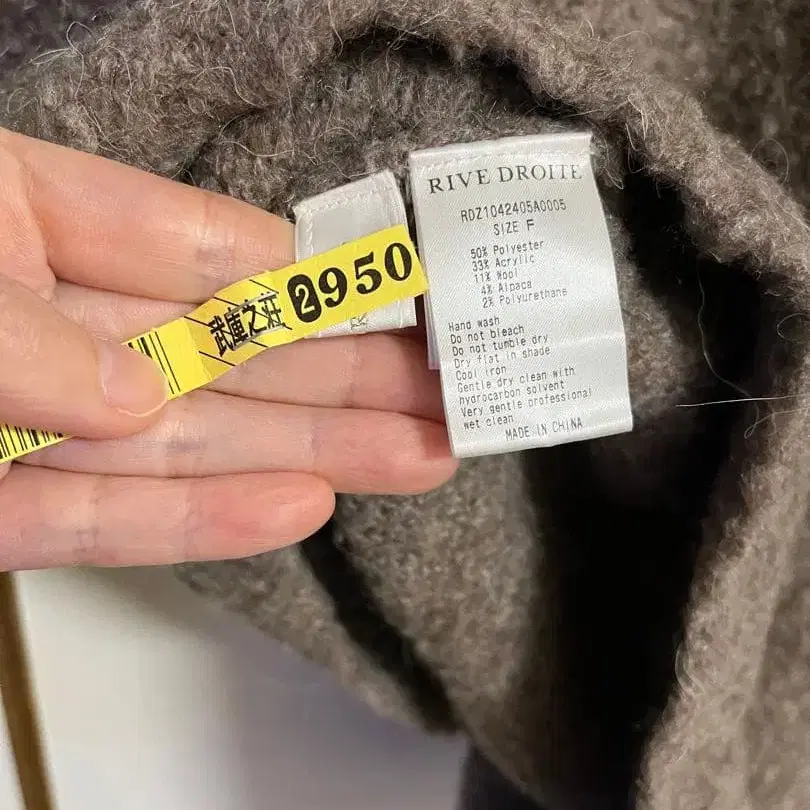 RIVE DROITE
RDZ1042405A0005
SIZE F
50% Polyester
33% Acrylic
11% Wool
4% Alpaca
2% Polyurethane
Hand wash
Do not bleach
Do not tumble dry
Dry flat in shade
Cool iron
Gentle dry clean with
hydrocarbon solvent
Very gentle professional
wet clean
MADE IN CHINA
武庫之荘 2950